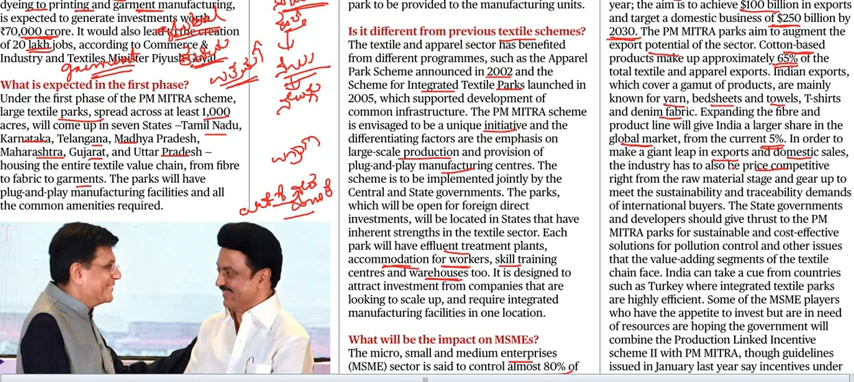 dyeing to printing and garment manufacturing,
is expected to generate investments worth
₹70,000 crore. It would also lead to the creation
of 20 lakh jobs, according to Commerce &
Industry and Textiles Minister Piyush Goyal.
What is expected in the first phase?
Under the first phase of the PM MITRA scheme,
large textile parks, spread across at least 1,000
acres, will come up in seven States –Tamil Nadu,
Karnataka, Telangana, Madhya Pradesh,
Maharashtra, Gujarat, and Uttar Pradesh –
housing the entire textile value chain, from fibre
to fabric to garments. The parks will have
plug-and-play manufacturing facilities and all
the common amenities required.
park to be provided to the manufacturing units.
Is it different from previous textile schemes?
The textile and apparel sector has benefited
from different programmes, such as the Apparel
Park Scheme announced in 2002 and the
Scheme for Integrated Textile Parks launched in
2005, which supported development of
common infrastructure. The PM MITRA scheme
is envisaged to be a unique initiative and the
differentiating factors are the emphasis on
large-scale production and provision of
plug-and-play manufacturing centres. The
scheme is to be implemented jointly by the
Central and State governments. The parks,
which will be open for foreign direct
investments, will be located in States that have
inherent strengths in the textile sector. Each
park will have effluent treatment plants,
accommodation for workers, skill training
centres and warehouses too. It is designed to
attract investment from companies that are
looking to scale up, and require integrated
manufacturing facilities in one location.
What will be the impact on MSMEs?
The micro, small and medium enterprises
(MSME) sector is said to control almost 80% of
year; the aim is to achieve $100 billion in exports
and target a domestic business of $250 billion by
2030. The PM MITRA parks aim to augment the
export potential of the sector. Cotton-based
products make up approximately 65% of the
total textile and apparel exports. Indian exports,
which cover a gamut of products, are mainly
known for yarn, bedsheets and towels, T-shirts
and denim fabric. Expanding the fibre and
product line will give India a larger share in the
global market, from the current 5%. In order to
make a giant leap in exports and domestic sales,
the industry has to also be price competitive
right from the raw material stage and gear up to
meet the sustainability and traceability demands
of international buyers. The State governments
and developers should give thrust to the PM
MITRA parks for sustainable and cost-effective
solutions for pollution control and other issues
that the value-adding segments of the textile
chain face. India can take a cue from countries
such as Turkey where integrated textile parks
are highly efficient. Some of the MSME players
who have the appetite to invest but are in need
of resources are hoping the government will
combine the Production Linked Incentive
scheme II with PM MITRA, though guidelines
issued in January last year say incentives under